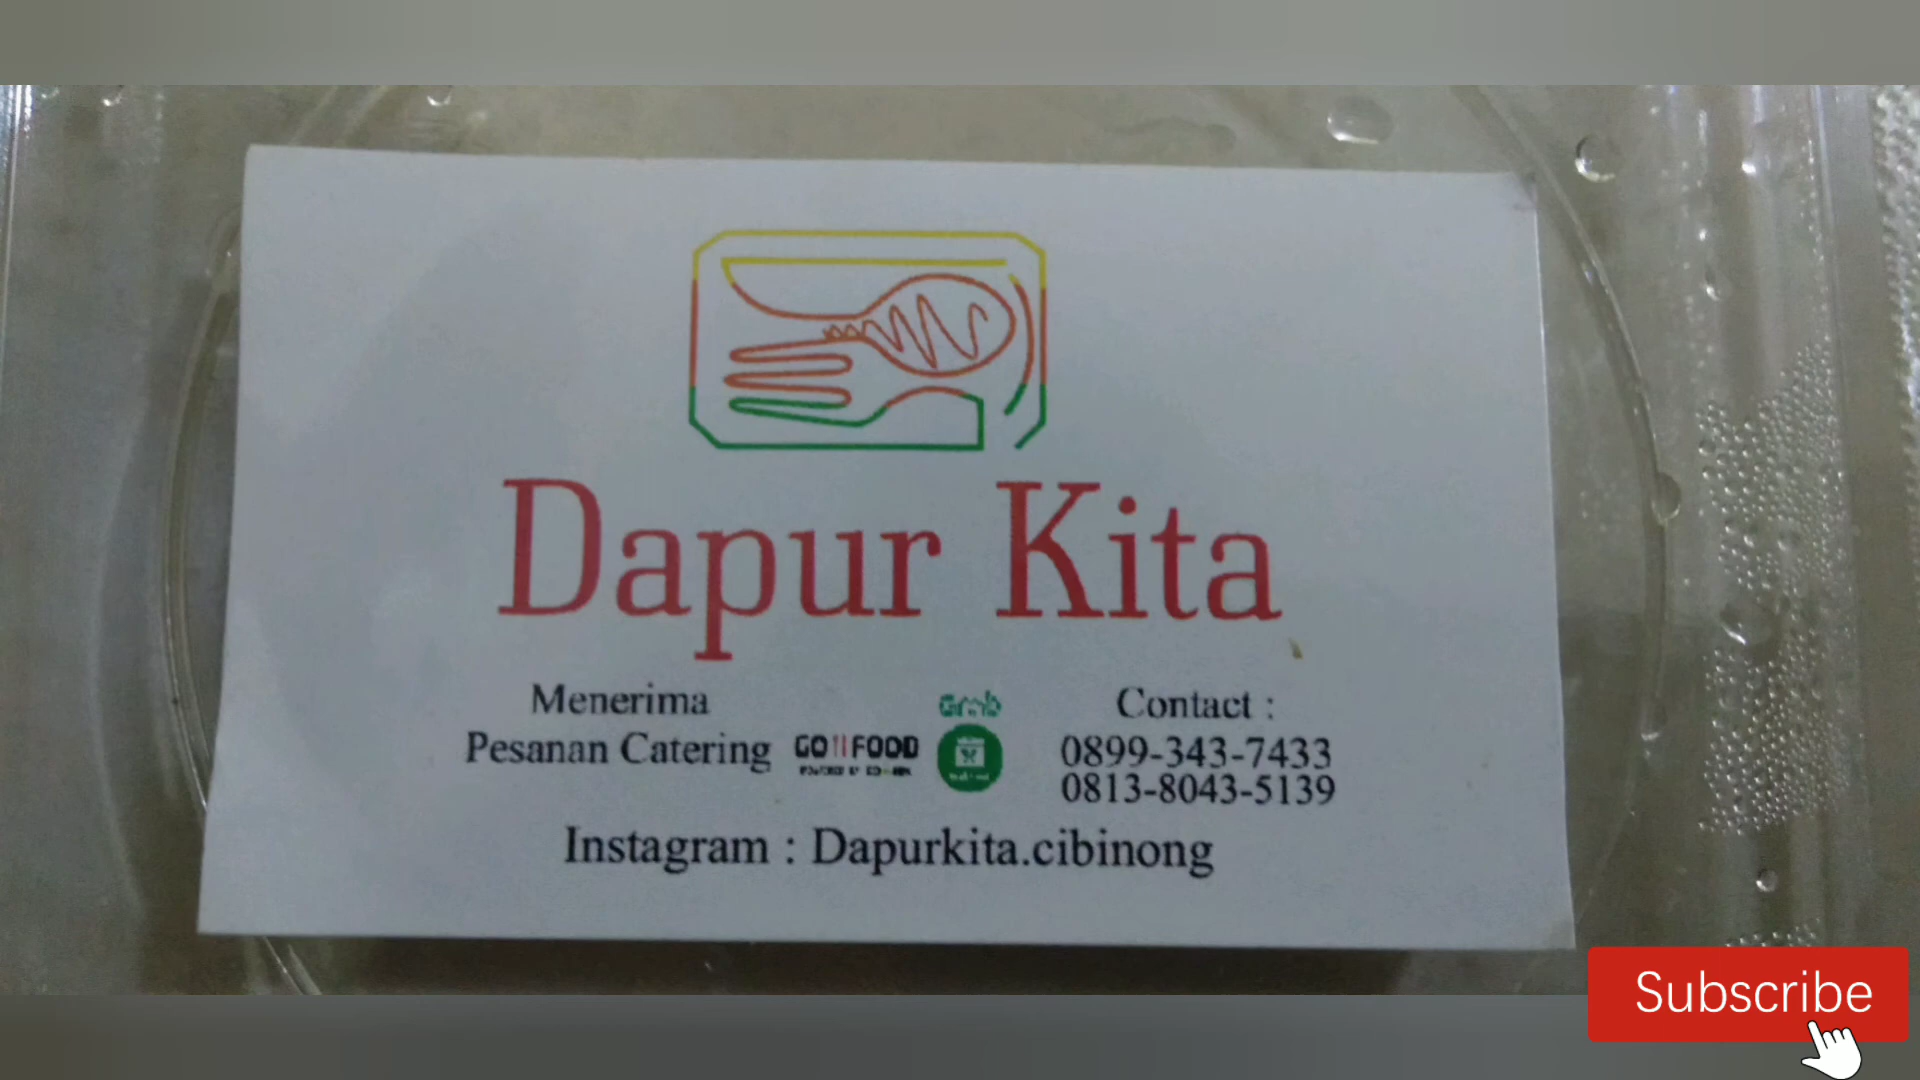 Dapur Kita
Menerima
Pesanan Catering
GO FOOD
Grab
Contact :
0899-343-7433
0813-8043-5139
Instagram : Dapurkita.cibinong
Subscribe